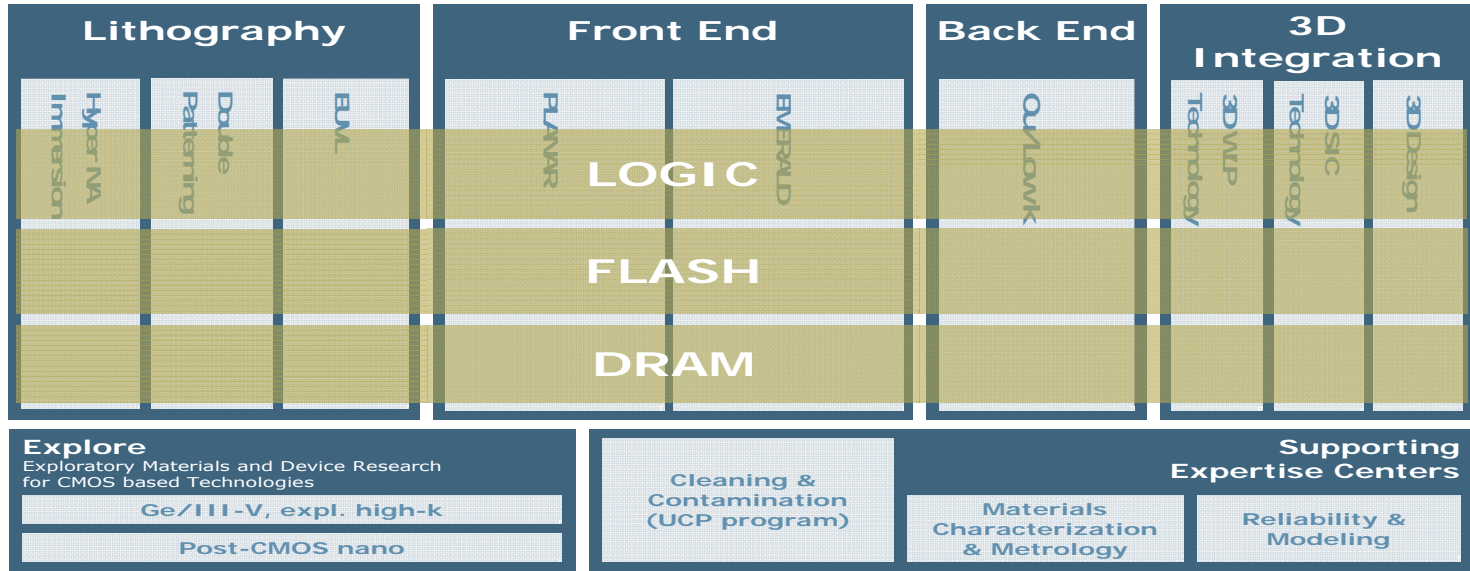 Lithography
Front End
Back End
3D
Integration
Hyper NA
Immersion
Double
Patterning
EUVL
PLANAR
EMERALD
Cu/Lowk
3D WLP
Technology
3D SIC
Technology
3D Design
LOGIC
FLASH
DRAM
Explore
Exploratory Materials and Device Research
for CMOS based Technologies
Ge/III-V, expl. high-k
Post-CMOS nano
Supporting
Expertise Centers
Cleaning &
Contamination
(UCP program)
Materials
Characterization
& Metrology
Reliability &
Modeling